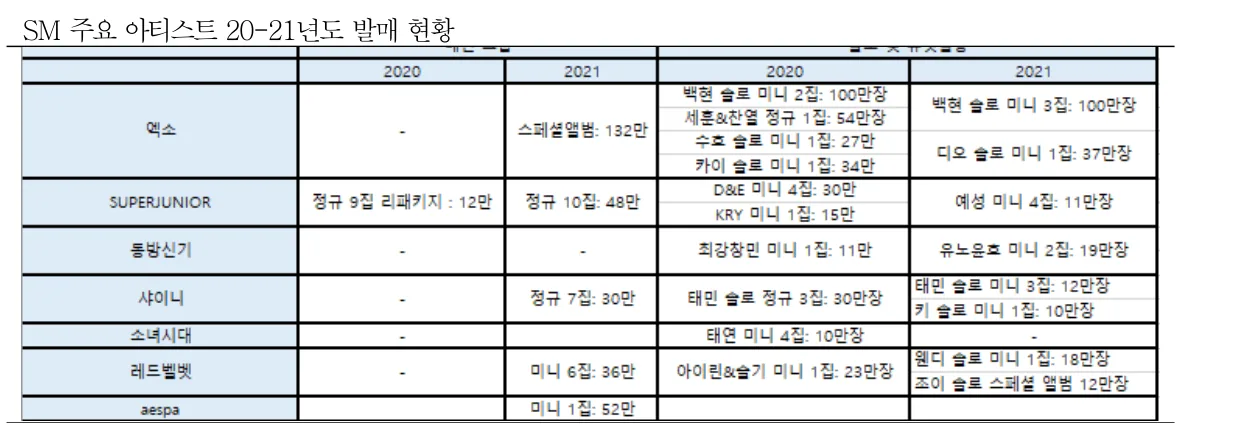 SM 주요 아티스트 20-21년도 발매 현황
2020 2021 2020 2021
엑소 - 스페셜앨범: 132만 백현 솔로 미니 2집: 100만장 백현 솔로 미니 3집: 100만장
세훈&찬열 정규 1집: 54만장
수호 솔로 미니 1집: 27만 디오 솔로 미니 1집: 37만장
카이 솔로 미니 1집: 34만
SUPERJUNIOR 정규 9집 리패키지 : 12만 정규 10집: 48만 D&E 미니 4집: 30만 예성 미니 4집: 11만장
KRY 미니 1집: 15만
동방신기 - - 최강창민 미니 1집: 11만 유노윤호 미니 2집: 19만장
샤이니 - 정규 7집: 30만 태민 솔로 정규 3집: 30만장 태민 솔로 미니 3집: 12만장
키 솔로 미니 1집: 10만장
소녀시대 - 태연 미니 4집: 10만장 -
레드벨벳 - 미니 6집: 36만 아이린&슬기 미니 1집: 23만장 웬디 솔로 미니 1집: 18만장
조이 솔로 스페셜 앨범 12만장
aespa 미니 1집: 52만